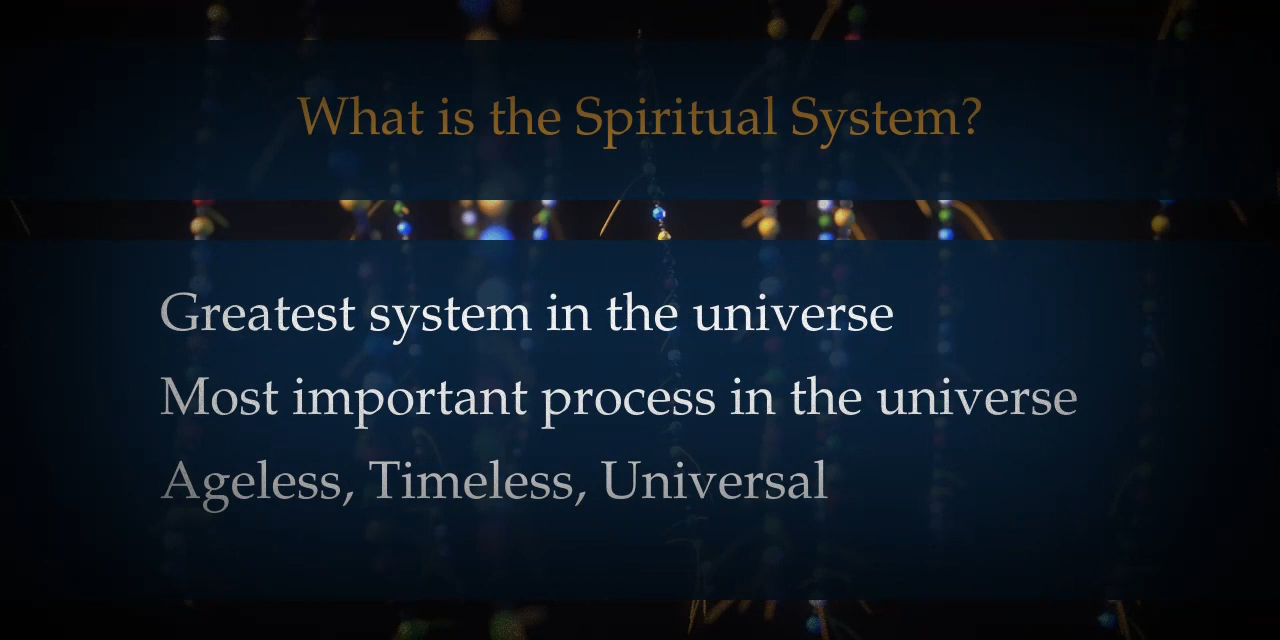 What is the Spiritual System?
Greatest system in the universe
Most important process in the universe
Ageless, Timeless, Universal